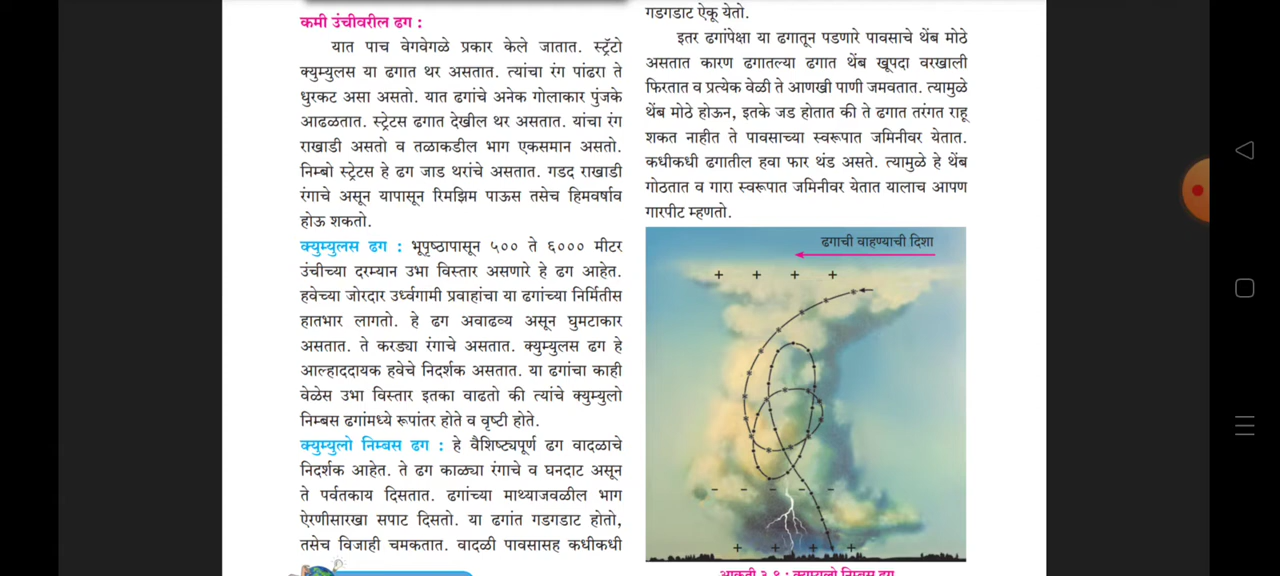 कमी उंचीवरील ढग :
यात पाच वेगवेगळे प्रकार केले जातात. स्ट्रॅटो
क्युम्युलस या ढगात थर असतात. त्यांचा रंग पांढरा ते
धुरकट असा असतो. यात ढगांचे अनेक गोलाकार पुंजके
आढळतात. स्ट्रेटस ढगात देखील थर असतात. यांचा रंग
राखाडी असतो व तळाकडील भाग एकसमान असतो.
निम्बो स्ट्रेटस हे ढग जाड थरांचे असतात. गडद राखाडी
रंगाचे असून यापासून रिमझिम पाऊस तसेच हिमवर्षाव
होऊ शकतो.
क्युम्युलस ढग : भूपृष्ठापासून ५०० ते ६००० मीटर
उंचीच्या दरम्यान उभा विस्तार असणारे हे ढग आहेत.
हवेच्या जोरदार उर्ध्वगामी प्रवाहांचा या ढगांच्या निर्मितीस
हातभार लागतो. हे ढग अवाढव्य असून घुमटाकार
असतात. ते करड्या रंगाचे असतात. क्युम्युलस ढग हे
आल्हाददायक हवेचे निदर्शक असतात. या ढगांचा काही
वेळेस उभा विस्तार इतका वाढतो की त्यांचे क्युम्युलो
निम्बस ढगांमध्ये रूपांतर होते व वृष्टी होते.
क्युम्युलो निम्बस ढग : हे वैशिष्ट्यपूर्ण ढग वादळाचे
निदर्शक आहेत. ते ढग काळ्या रंगाचे व घनदाट असून
ते पर्वतकाय दिसतात. ढगांच्या माथ्याजवळील भाग
ऐरणीसारखा सपाट दिसतो. या ढगांत गडगडाट होतो,
तसेच विजाही चमकतात. वादळी पावसासह कधीकधी
गडगडाट ऐकू येतो.
इतर ढगांपेक्षा या ढगातून पडणारे पावसाचे थेंब मोठे
असतात कारण ढगातल्या ढगात थेंब खूपदा वरखाली
फिरतात व प्रत्येक वेळी ते आणखी पाणी जमवतात. त्यामुळे
थेंब मोठे होऊन, इतके जड होतात की ते ढगात तरंगत राहू
शकत नाहीत ते पावसाच्या स्वरूपात जमिनीवर येतात.
कधीकधी ढगातील हवा फार थंड असते. त्यामुळे हे थेंब
गोठतात व गारा स्वरूपात जमिनीवर येतात यालाच आपण
गारपीट म्हणतो.
ढगाची वाहण्याची दिशा
+ + + +
- - - -
+ + + +
आकृती ३.९ : क्युम्युलो निम्बस ढग